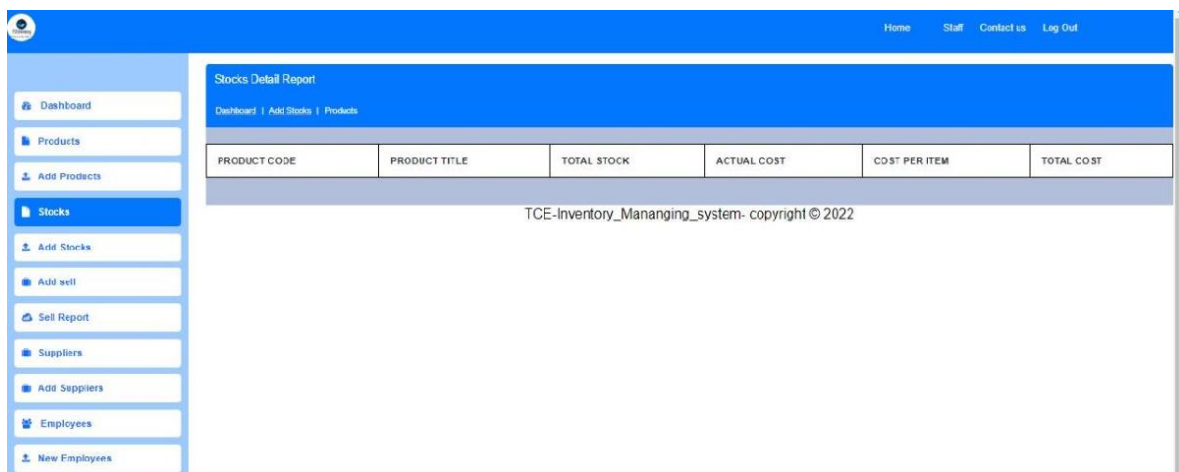 Home Staff Contact us Log Out
Stocks Detail Report
Dashboard | Add Stocks | Products
PRODUCT CODE PRODUCT TITLE TOTAL STOCK ACTUAL COST COST PER ITEM TOTAL COST
TCE-Inventory_Mananging_system- copyright © 2022
Dashboard
Products
Add Products
Stocks
Add Stocks
Add sell
Sell Report
Suppliers
Add Suppliers
Employees
New Employees